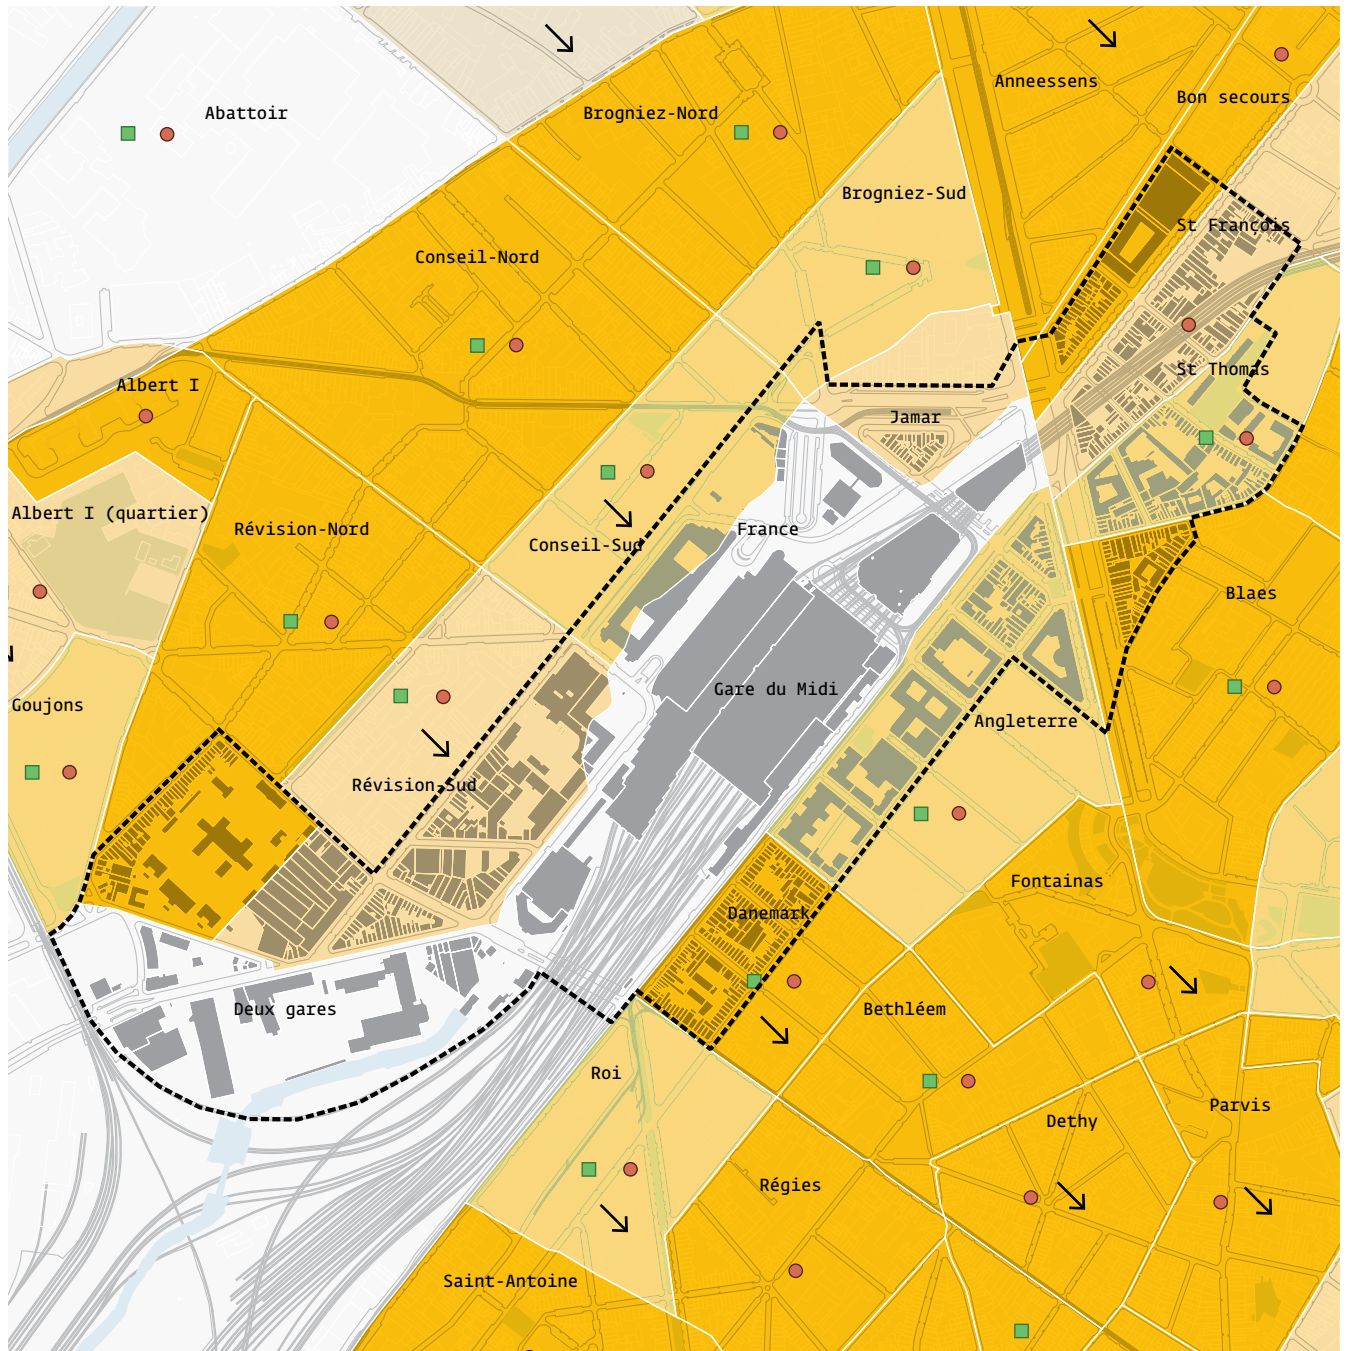 Anneessens
Bon secours
Abattoir
Brogniez-Nord
Brogniez-Sud
St François
Conseil-Nord
St Thomas
Albert I
Jamar
Albert I (quartier)
Révision-Nord
France
Conseil-Sud
Blaes
Gare du Midi
Goujons
Angleterre
Révision-Sud
Fontainas
Danemark
Deux gares
Bethléem
Roi
Parvis
Dethy
Régies
Saint-Antoine